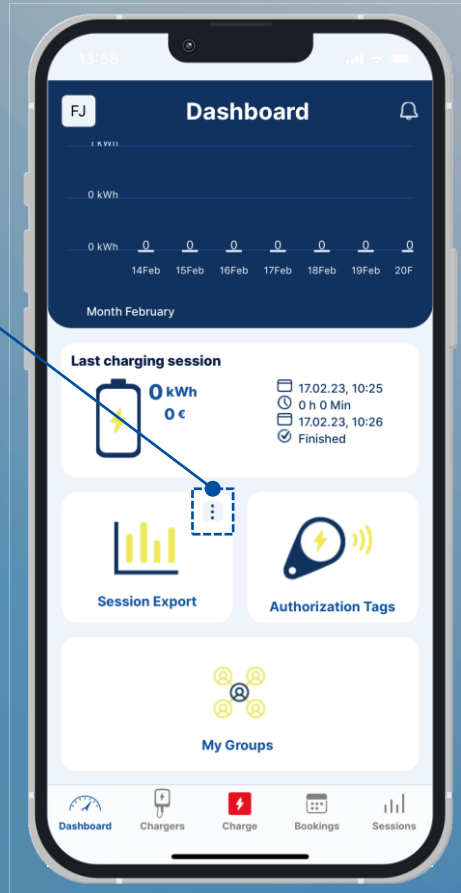 13:58
FJ
Dashboard
1 kWh
0 kWh
0 kWh 0 0 0 0 0 0 0
14Feb 15Feb 16Feb 17Feb 18Feb 19Feb 20F
Month February
Last charging session
0 kWh
0 €
17.02.23, 10:25
0 h 0 Min
17.02.23, 10:26
Finished
Session Export
Authorization Tags
My Groups
Dashboard Chargers Charge Bookings Sessions